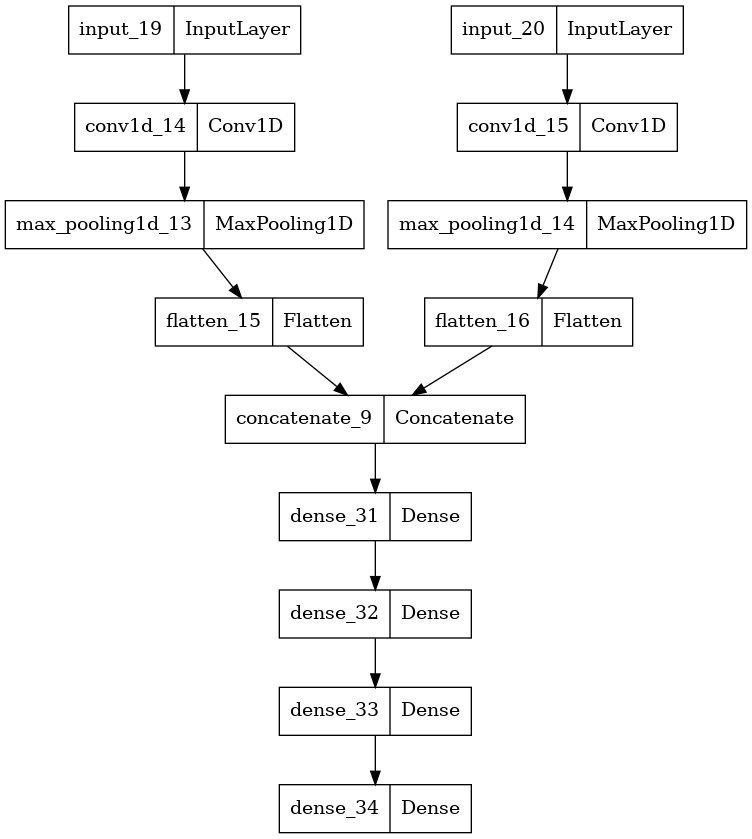 input_19 InputLayer input_20 InputLayer
conv1d_14 Conv1D conv1d_15 Conv1D
max_pooling1d_13 MaxPooling1D max_pooling1d_14 MaxPooling1D
flatten_15 Flatten flatten_16 Flatten
concatenate_9 Concatenate
dense_31 Dense
dense_32 Dense
dense_33 Dense
dense_34 Dense